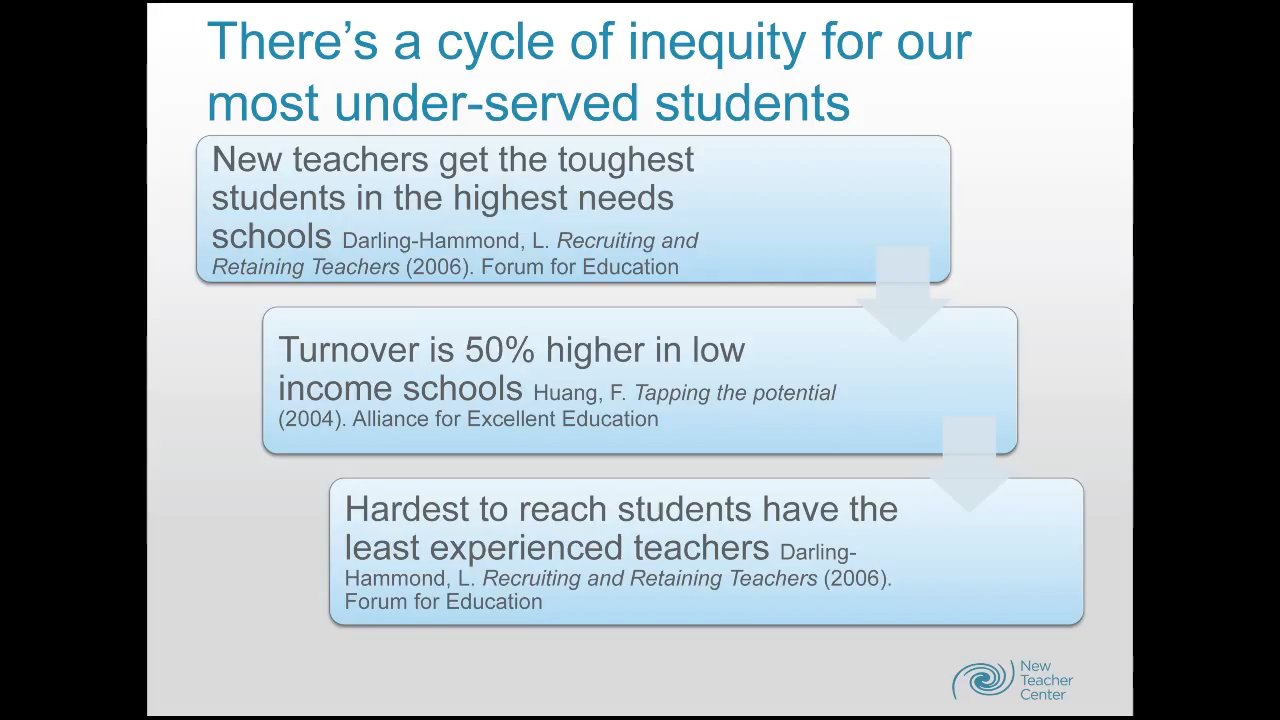 There’s a cycle of inequity for our
most under-served students
New teachers get the toughest
students in the highest needs
schools Darling-Hammond, L. Recruiting and
Retaining Teachers (2006). Forum for Education
Turnover is 50% higher in low
income schools Huang, F. Tapping the potential
(2004). Alliance for Excellent Education
Hardest to reach students have the
least experienced teachers Darling-
Hammond, L. Recruiting and Retaining Teachers (2006).
Forum for Education
New
Teacher
Center